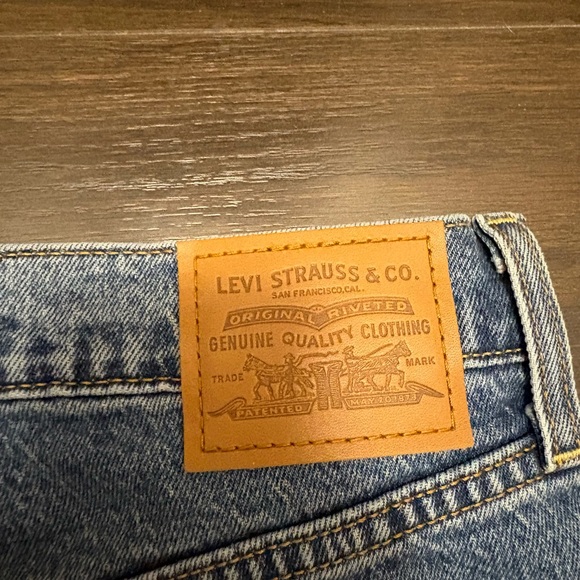 LEVI STRAUSS & CO.
SAN FRANCISCO, CAL.
ORIGINAL RIVETED
GENUINE QUALITY CLOTHING
TRADE MARK
PATENTED MAY 20 1873